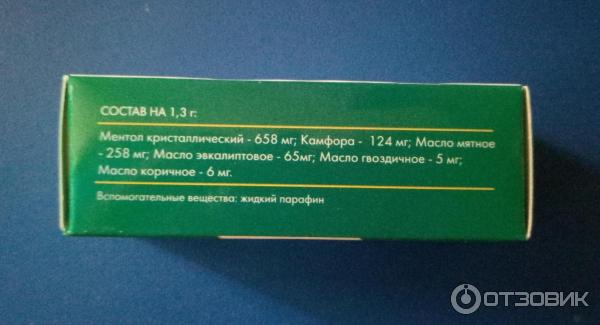 СОСТАВ НА 1,3 г:
Ментол кристаллический - 658 мг; Камфора - 124 мг; Масло мятное
- 258 мг; Масло эвкалиптовое - 65мг; Масло гвоздичное - 5 мг;
Масло коричное - 6 мг.
Вспомогательные вещества: жидкий парафин
ОТЗОВИК